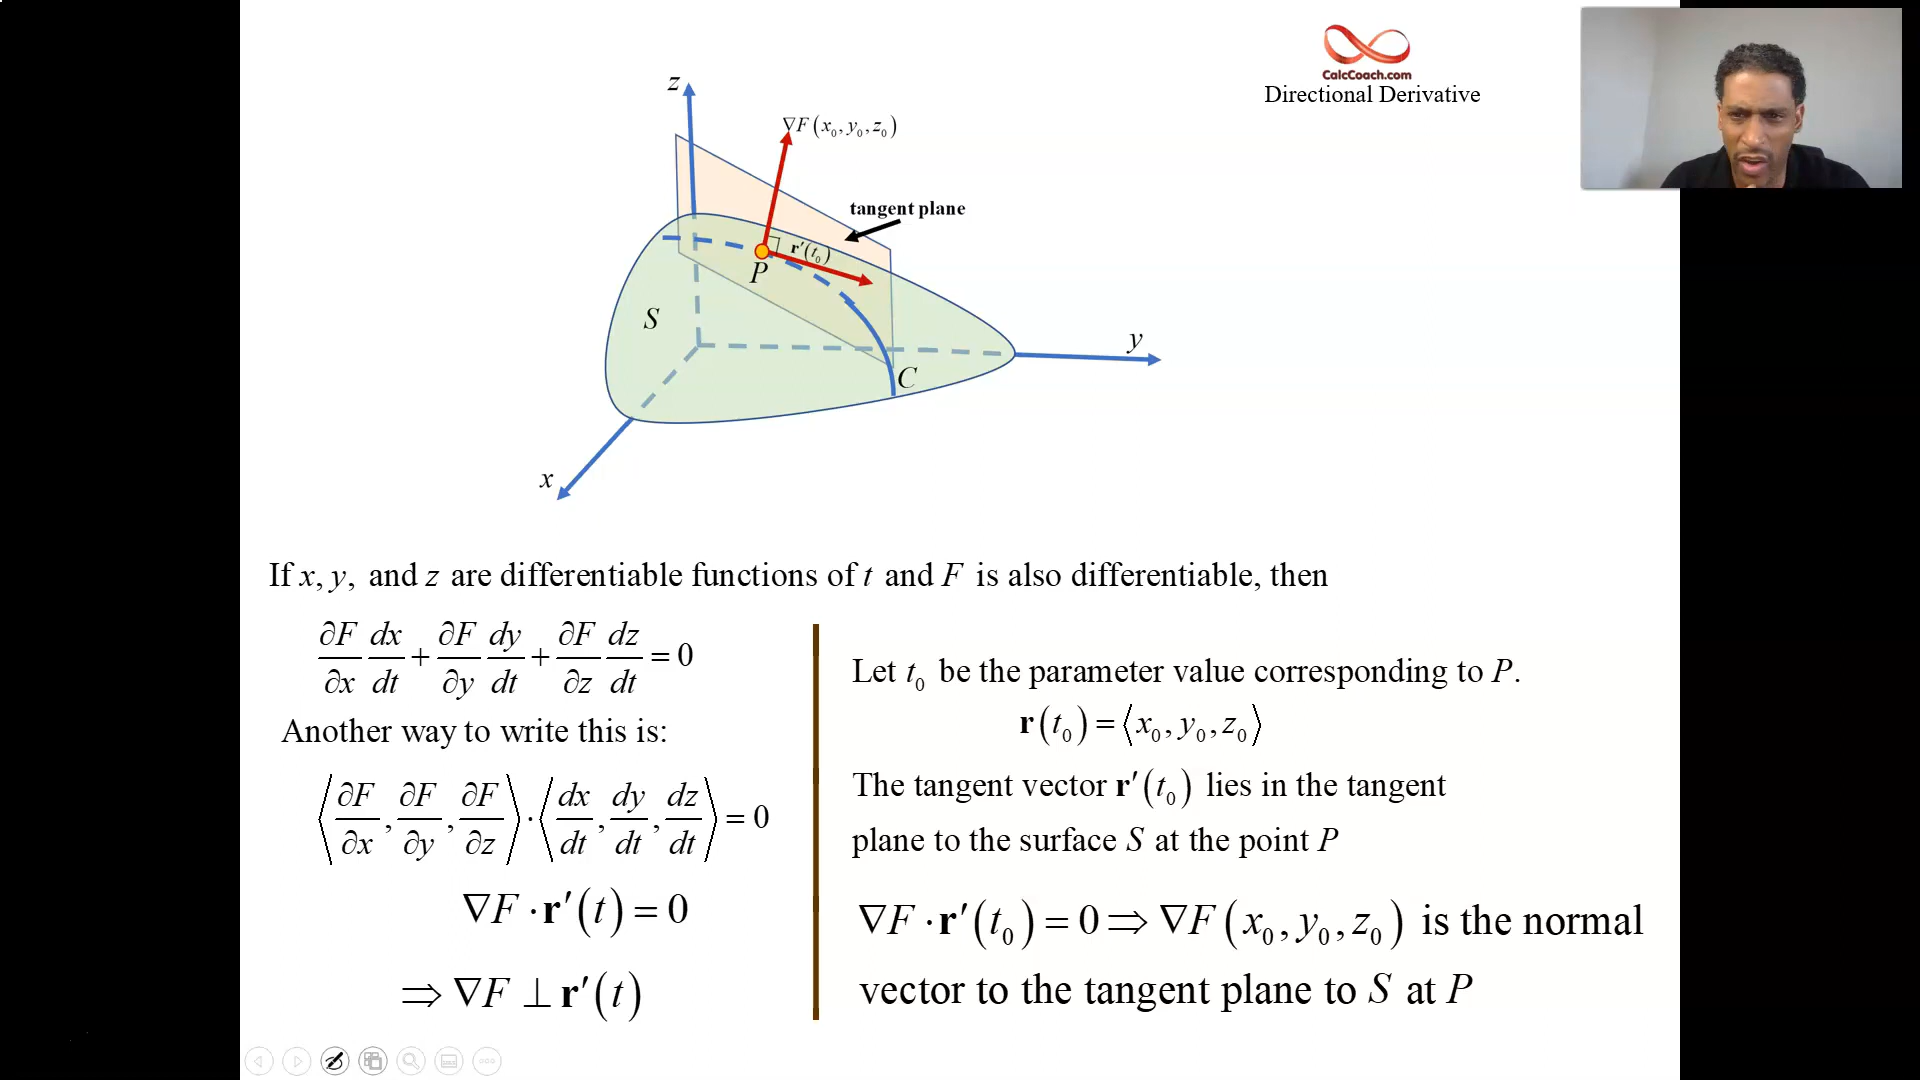 CalcCoach.com
Directional Derivative
z
∇F(x₀, y₀, z₀)
tangent plane
r′(t₀)
P
S
y
C
x
If x, y, and z are differentiable functions of t and F is also differentiable, then
∂F/∂x dx/dt + ∂F/∂y dy/dt + ∂F/∂z dz/dt = 0
Another way to write this is:
⟨∂F/∂x, ∂F/∂y, ∂F/∂z⟩ · ⟨dx/dt, dy/dt, dz/dt⟩ = 0
∇F · r′(t) = 0
⇒ ∇F ⊥ r′(t)
Let t₀ be the parameter value corresponding to P.
r(t₀) = ⟨x₀, y₀, z₀⟩
The tangent vector r′(t₀) lies in the tangent
plane to the surface S at the point P
∇F · r′(t₀) = 0 ⇒ ∇F(x₀, y₀, z₀) is the normal
vector to the tangent plane to S at P